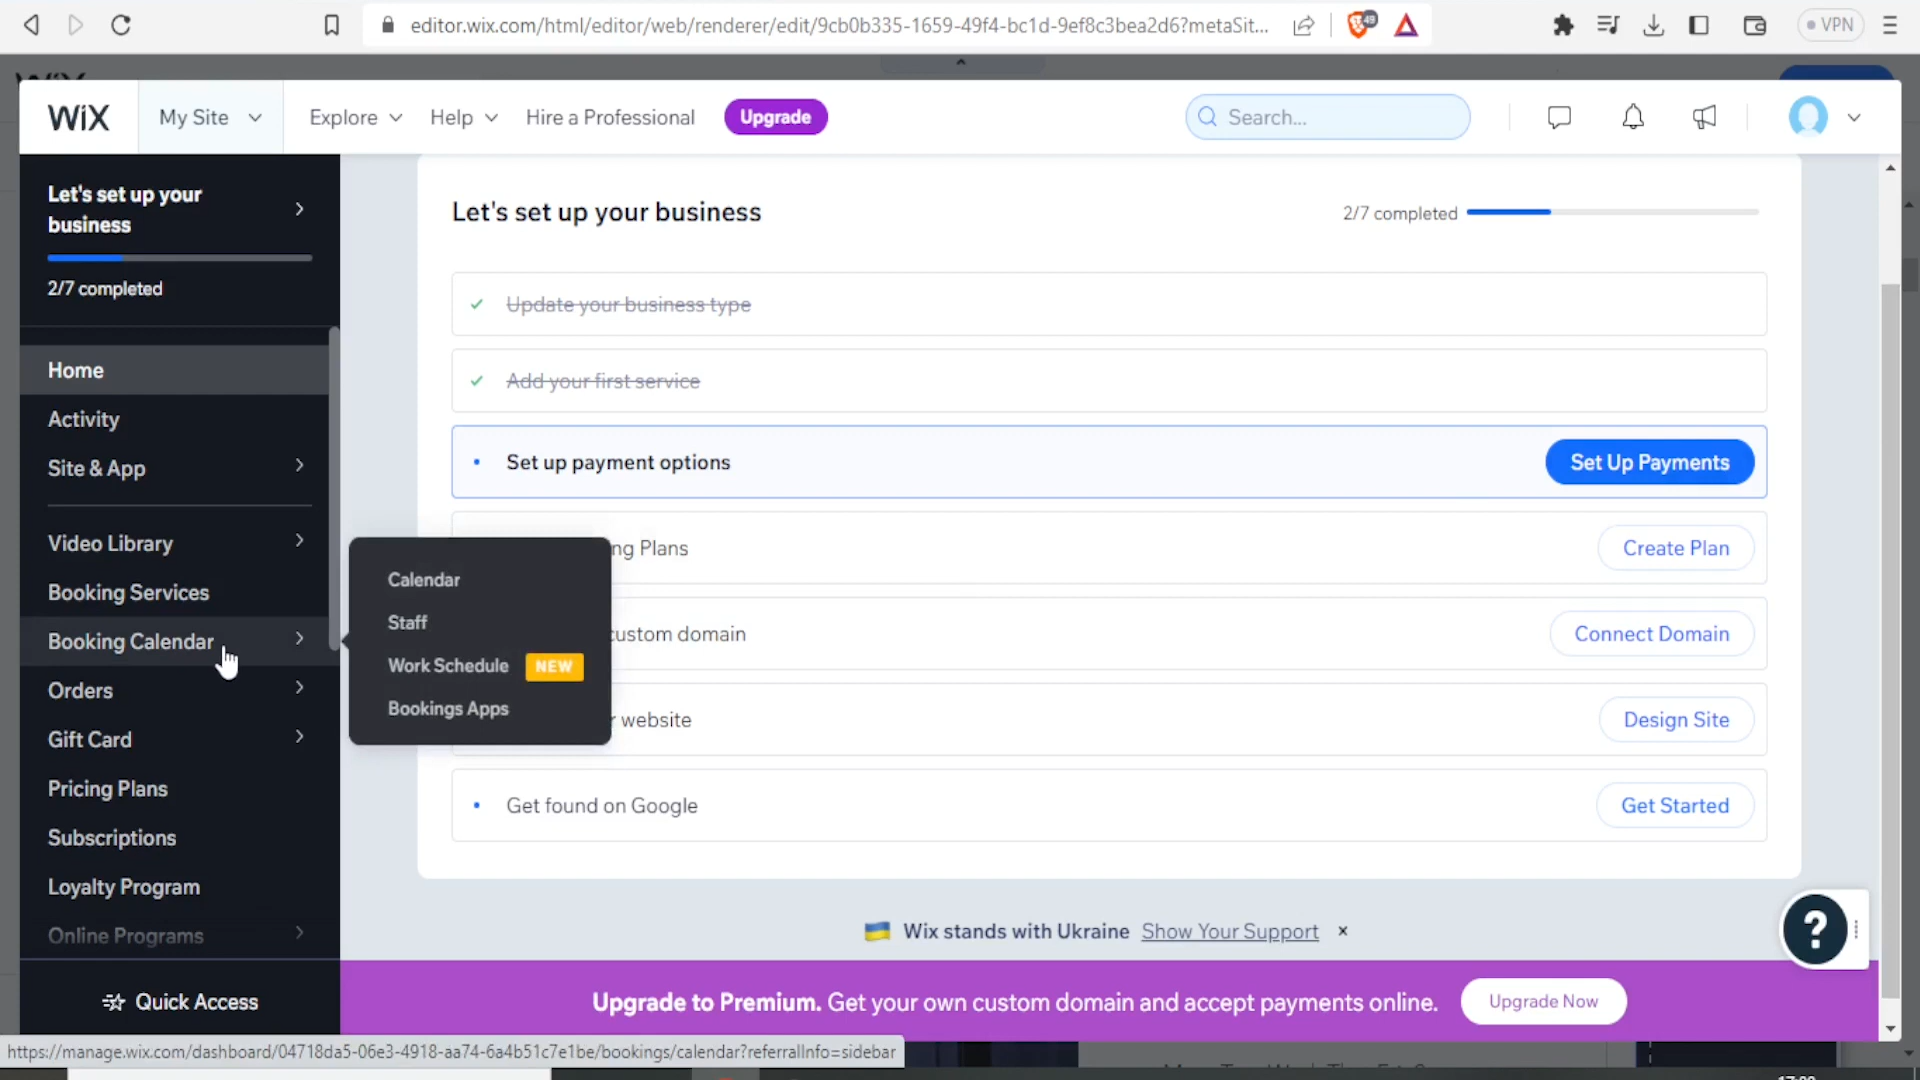 editor.wix.com/html/editor/web/renderer/edit/9cb0b335-1659-49f4-bc1d-9ef8c3bea2d6?metaSit...
49
VPN
WiX
My Site
Explore
Help
Hire a Professional
Upgrade
Search...
Let's set up your
business
2/7 completed
Home
Activity
Site & App
Video Library
Booking Services
Booking Calendar
Orders
Gift Card
Pricing Plans
Subscriptions
Loyalty Program
Online Programs
Quick Access
Calendar
Staff
Work Schedule NEW
Bookings Apps
Let's set up your business
2/7 completed
Update your business type
Add your first service
Set up payment options
Set Up Payments
ng Plans
Create Plan
custom domain
Connect Domain
website
Design Site
Get found on Google
Get Started
Wix stands with Ukraine Show Your Support ×
?
Upgrade to Premium. Get your own custom domain and accept payments online.
Upgrade Now
https://manage.wix.com/dashboard/04718da5-06e3-4918-aa74-6a4b51c7e1be/bookings/calendar?referralInfo=sidebar